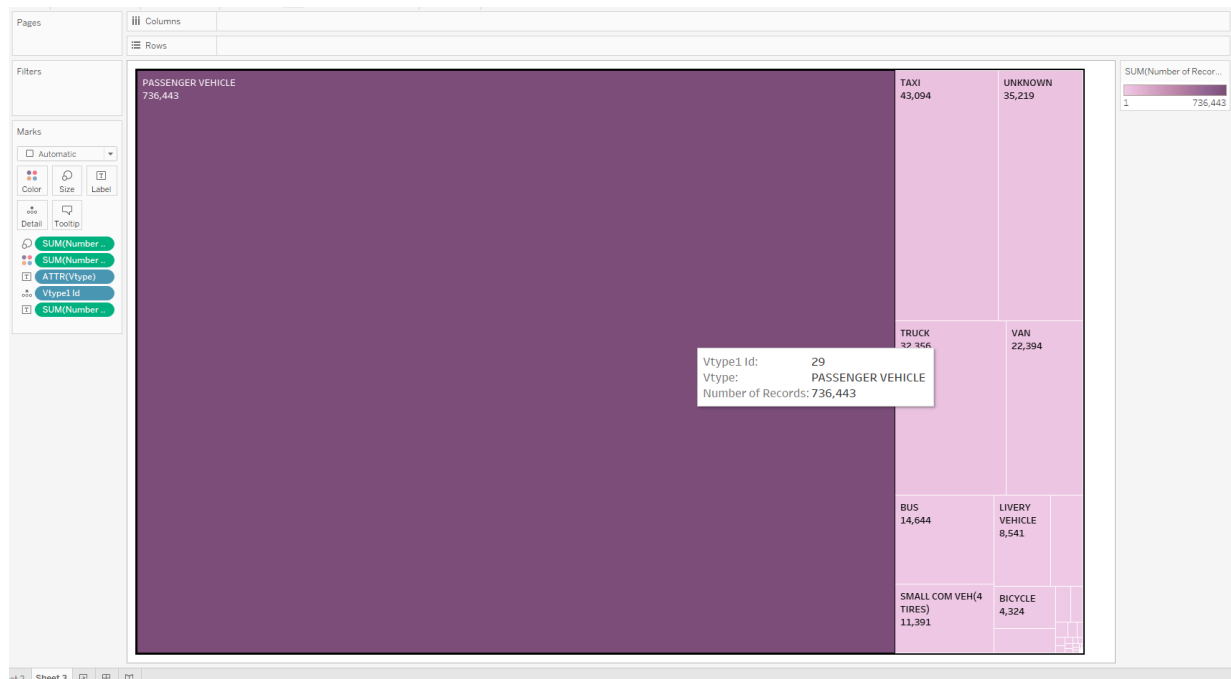 Pages
Columns
Rows
Filters
Marks
Automatic
Color
Size
Label
Detail
Tooltip
SUM(Number ..
SUM(Number ..
ATTR(Vtype)
Vtype1 Id
SUM(Number ..
PASSENGER VEHICLE
736,443
TAXI
43,094
UNKNOWN
35,219
TRUCK
32,356
VAN
22,394
Vtype1 Id: 29
Vtype: PASSENGER VEHICLE
Number of Records: 736,443
BUS
14,644
LIVERY
VEHICLE
8,541
SMALL COM VEH(4
TIRES)
11,391
BICYCLE
4,324
SUM(Number of Recor...
1 736,443
Sheet 3